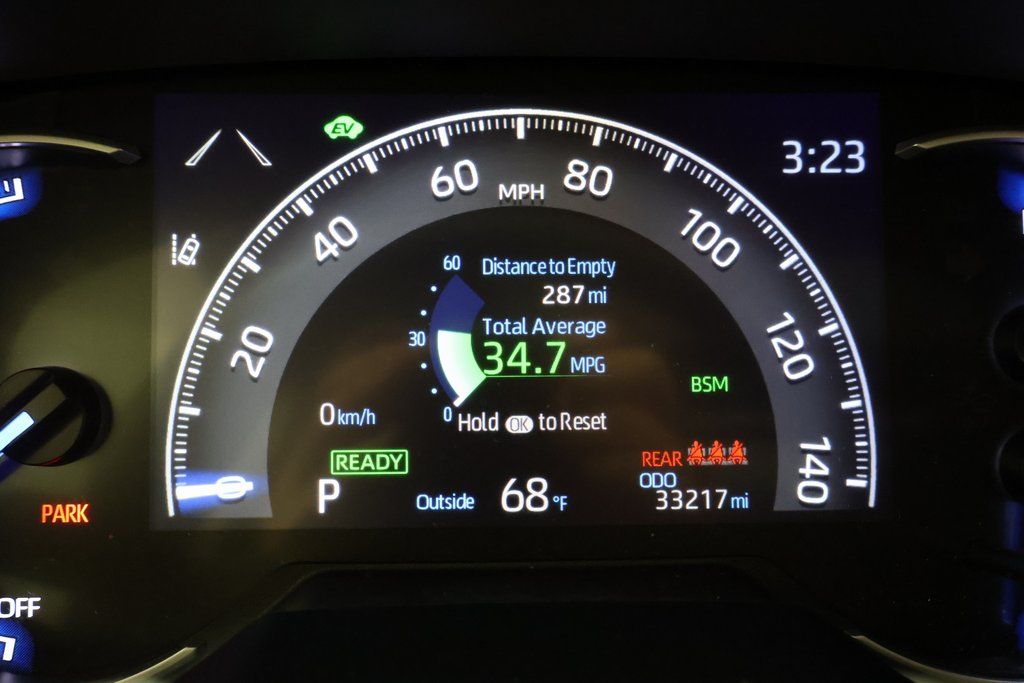 EV
3:23
60
MPH
80
40
100
20
120
0
140
60
Distance to Empty
287 mi
30
Total Average
34.7 MPG
0
Hold OK to Reset
BSM
0 km/h
READY
REAR
P
Outside 68 °F
ODO
33217 mi
PARK
OFF